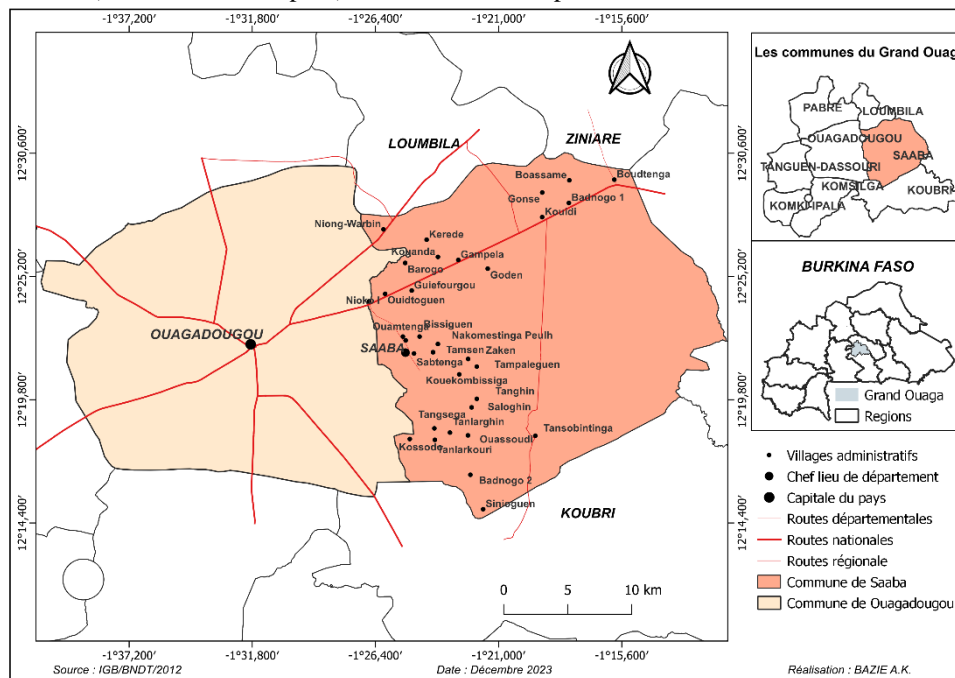 -1°37,200'
-1°31,800'
-1°26,400'
-1°21,000'
-1°15,600'
12°30,600'
12°25,200'
12°19,800'
12°14,400'
LOUMBILA
ZINIARE
Boassame
Boudtenga
Gonse
Badnogo 1
Kouidi
Niong-Warbin
Kerede
Kouanda
Gampela
Barogo
Goden
Guiefourgou
Nioko I
Ouidtoguen
OUAGADOUGOU
Ouamtenga
Bissiguen
Nakomestinga Peulh
SAABA
Tamsen
Zaken
Sabtenga
Tampaleguen
Kouekombissiga
Tanghin
Saloghin
Tangsega
Tanlarghin
Ouassoudi
Tansobintinga
Kossodo
Tanlarkouri
Badnogo 2
Sinioguen
KOUBRI
0 5 10 km
-1°37,200'
-1°31,800'
-1°26,400'
-1°21,000'
-1°15,600'
12°30,600'
12°25,200'
12°19,800'
12°14,400'
Source : IGB/BNDT/2012
Date : Décembre 2023
Réalisation : BAZIE A.K.
Les communes du Grand Ouag
PABRE
LOUMBILA
OUAGADOUGOU
SAABA
TANGUEN-DASSOURI
KOMSILGA
KOUBRI
BURKINA FASO
Grand Ouaga
Regions
Villages administratifs
Chef lieu de département
Capitale du pays
Routes départementales
Routes nationales
Routes régionale
Commune de Saaba
Commune de Ouagadougou